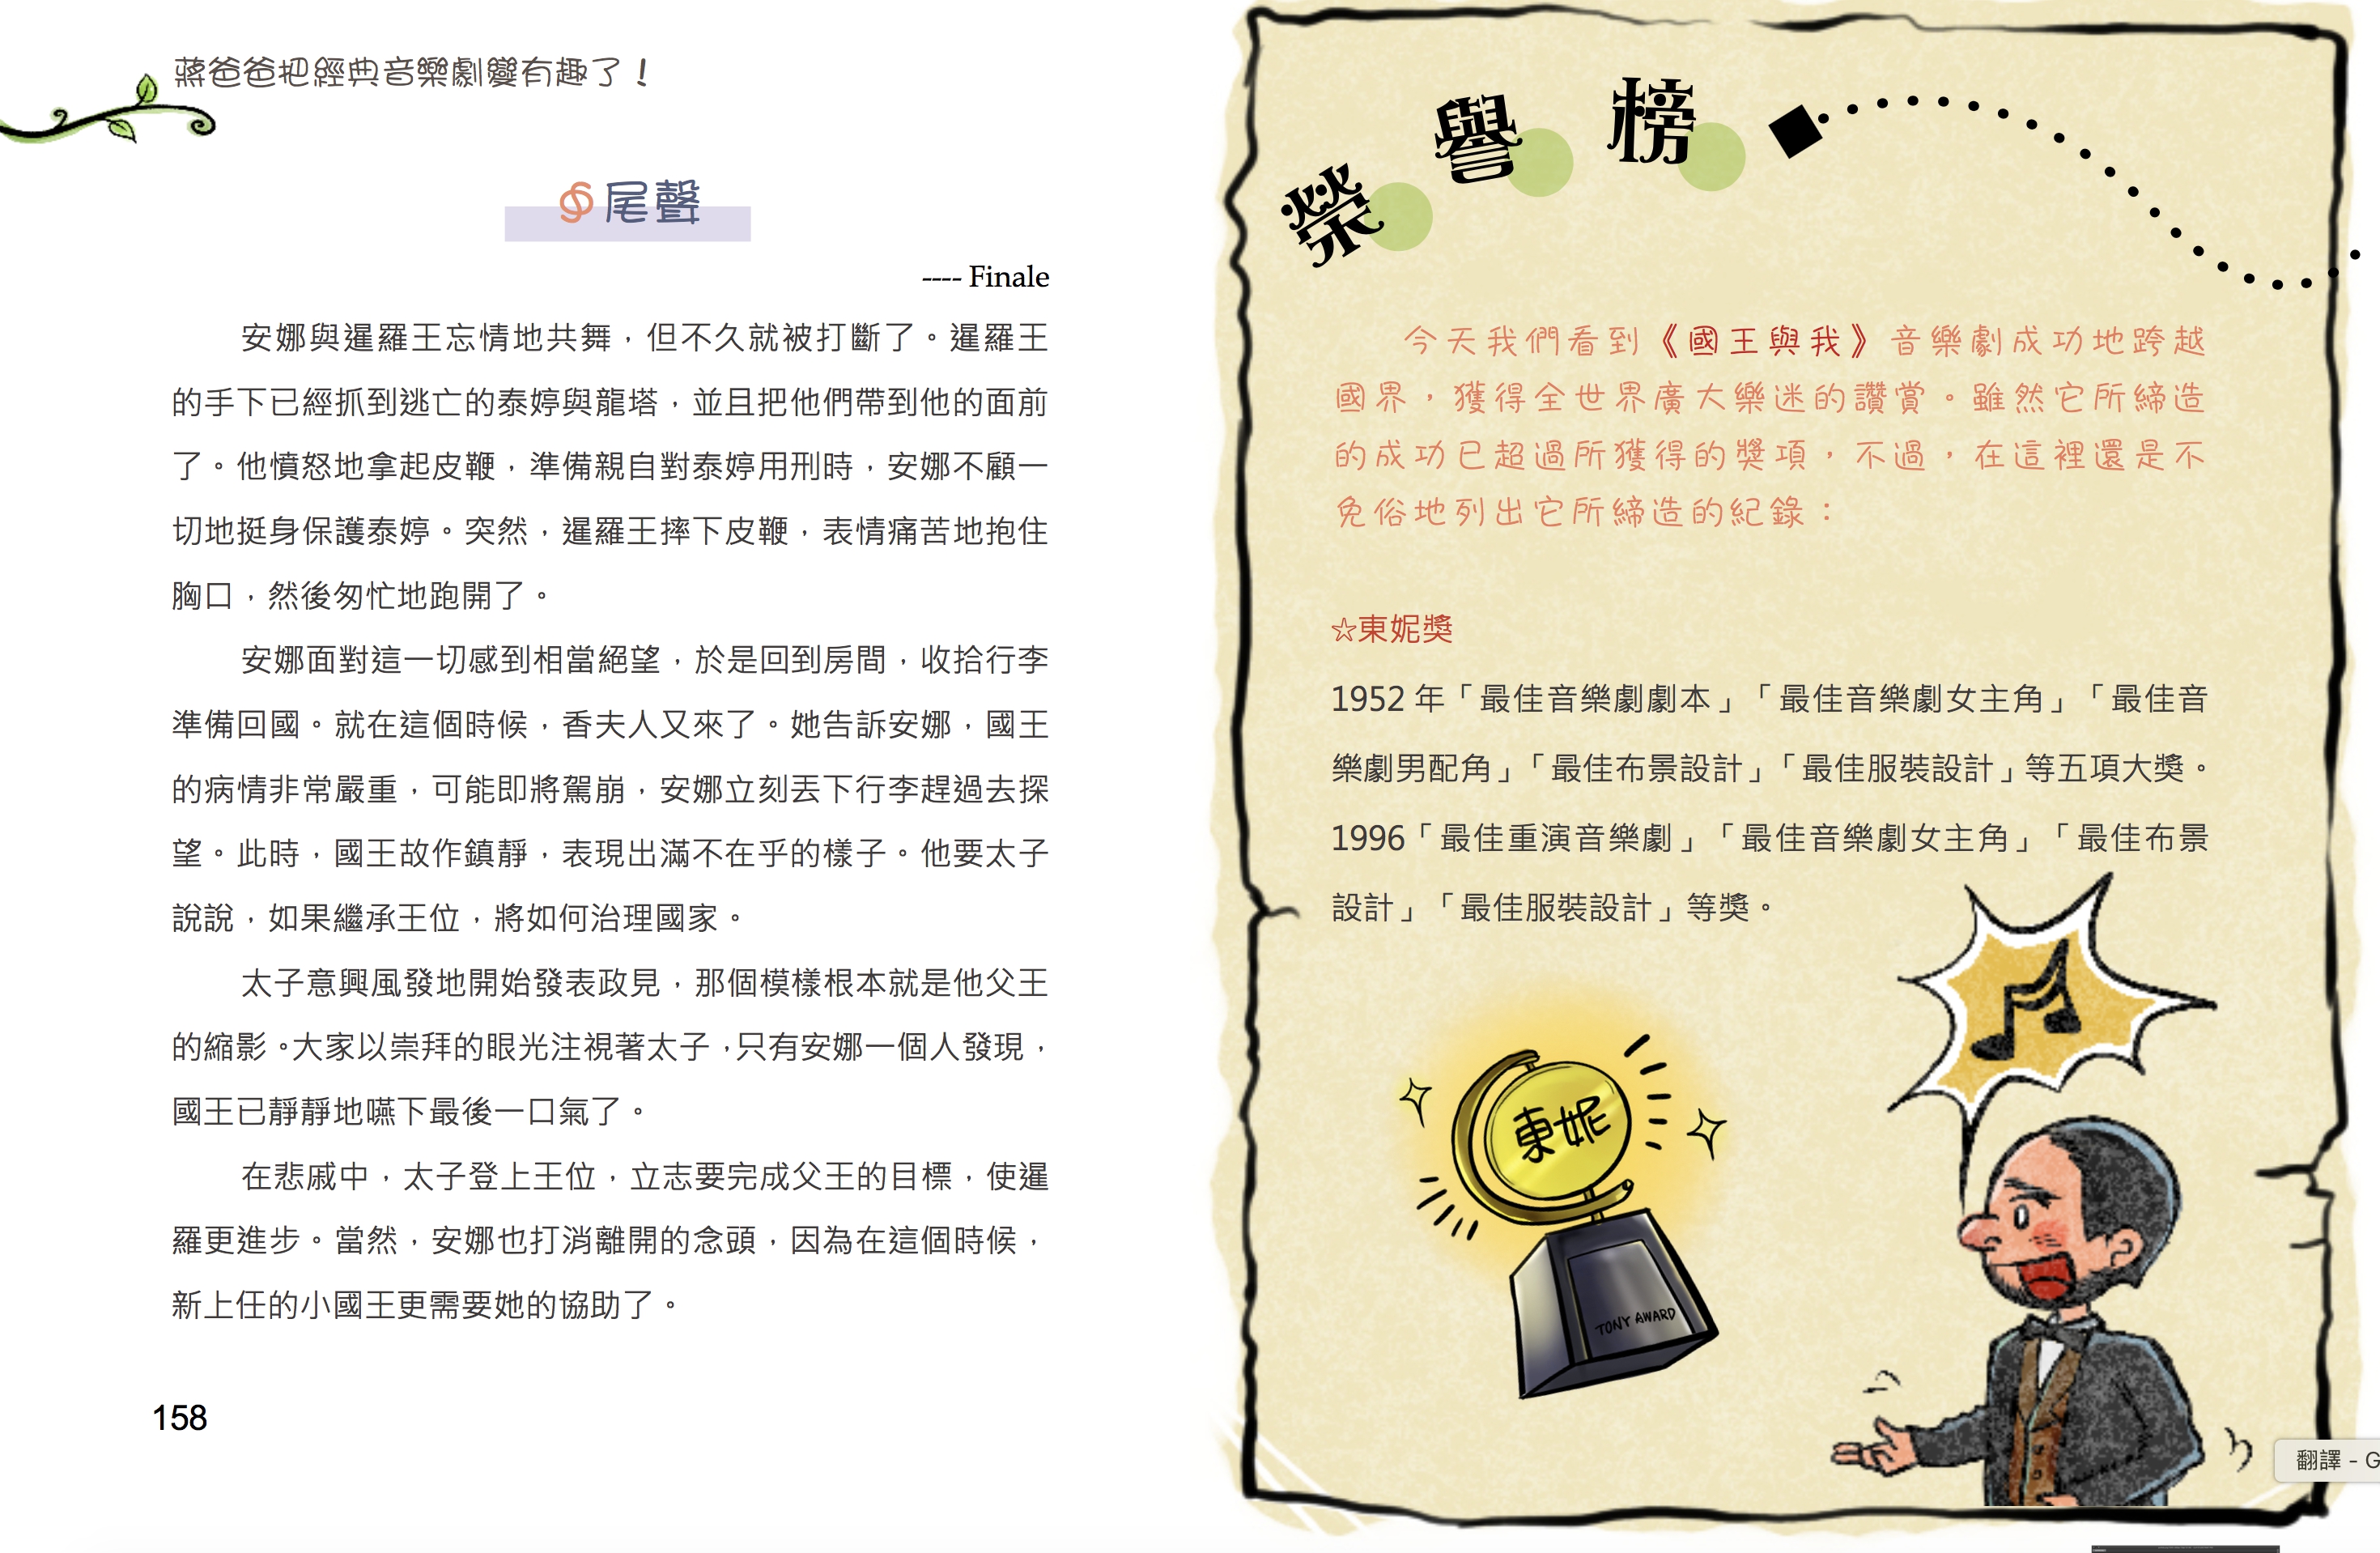 蔣爸爸把經典音樂劇變有趣了！
尾聲
---- Finale
安娜與暹羅王忘情地共舞，但不久就被打斷了。暹羅王
的手下已經抓到逃亡的泰婷與龍塔，並且把他們帶到他的面前
了。他憤怒地拿起皮鞭，準備親自對泰婷用刑時，安娜不顧一
切地挺身保護泰婷。突然，暹羅王摔下皮鞭，表情痛苦地抱住
胸口，然後匆忙地跑開了。
安娜面對這一切感到相當絕望，於是回到房間，收拾行李
準備回國。就在這個時候，香夫人又來了。她告訴安娜，國王
的病情非常嚴重，可能即將駕崩，安娜立刻丟下行李趕過去探
望。此時，國王故作鎮靜，表現出滿不在乎的樣子。他要太子
說說，如果繼承王位，將如何治理國家。
太子意興風發地開始發表政見，那個模樣根本就是他父王
的縮影。大家以崇拜的眼光注視著太子，只有安娜一個人發現，
國王已靜靜地嚥下最後一口氣了。
在悲戚中，太子登上王位，立志要完成父王的目標，使暹
羅更進步。當然，安娜也打消離開的念頭，因為在這個時候，
新上任的小國王更需要她的協助了。
158
榮譽榜
今天我們看到《國王與我》音樂劇成功地跨越
國界，獲得全世界廣大樂迷的讚賞。雖然它所締造
的成功已超過所獲得的獎項，不過，在這裡還是不
免俗地列出它所締造的紀錄：
☆東妮獎
1952 年「最佳音樂劇劇本」「最佳音樂劇女主角」「最佳音
樂劇男配角」「最佳布景設計」「最佳服裝設計」等五項大獎。
1996「最佳重演音樂劇」「最佳音樂劇女主角」「最佳布景
設計」「最佳服裝設計」等獎。
東妮
TONY AWARD
翻譯 - G